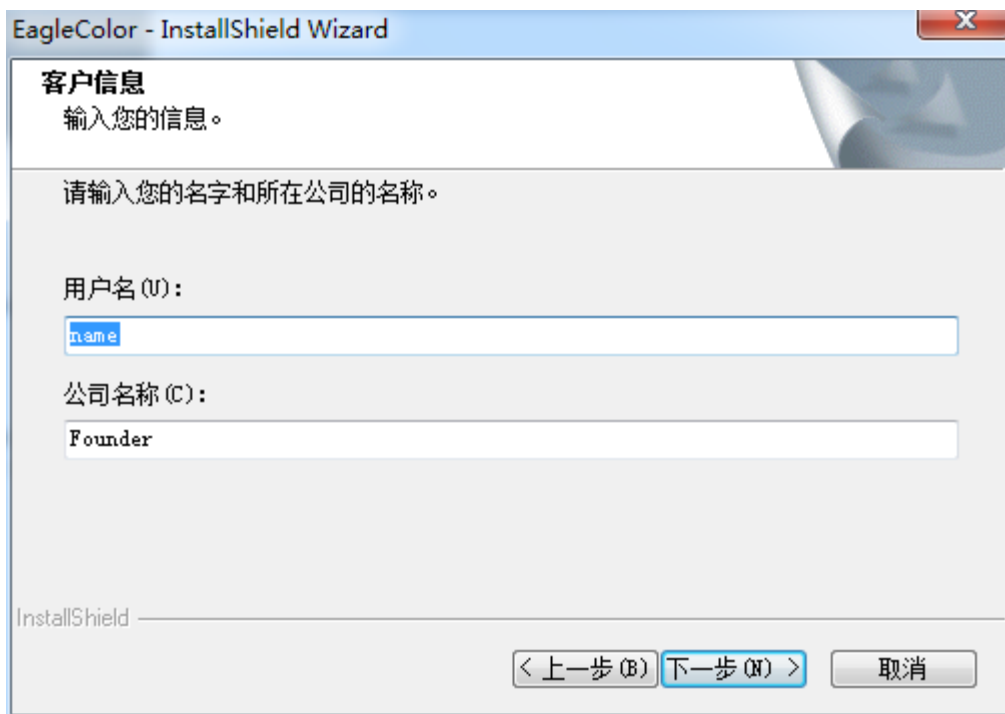 EagleColor - InstallShield Wizard
客户信息
输入您的信息。
请输入您的名字和所在公司的名称。
用户名(U):
name
公司名称(C):
Founder
InstallShield
< 上一步(B)
下一步(N) >
取消